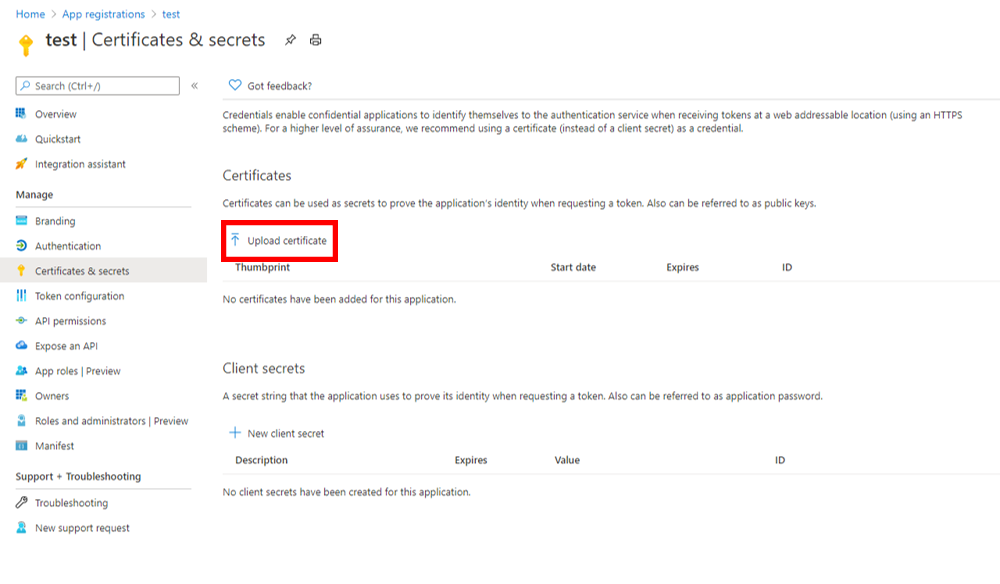 Home > App registrations > test
test | Certificates & secrets
Search (Ctrl+/)
«
Overview
Quickstart
Integration assistant
Manage
Branding
Authentication
Certificates & secrets
Token configuration
API permissions
Expose an API
App roles | Preview
Owners
Roles and administrators | Preview
Manifest
Support + Troubleshooting
Troubleshooting
New support request
Got feedback?
Credentials enable confidential applications to identify themselves to the authentication service when receiving tokens at a web addressable location (using an HTTPS
scheme). For a higher level of assurance, we recommend using a certificate (instead of a client secret) as a credential.
Certificates
Certificates can be used as secrets to prove the application's identity when requesting a token. Also can be referred to as public keys.
Upload certificate
Thumbprint Start date Expires ID
No certificates have been added for this application.
Client secrets
A secret string that the application uses to prove its identity when requesting a token. Also can be referred to as application password.
New client secret
Description Expires Value ID
No client secrets have been created for this application.